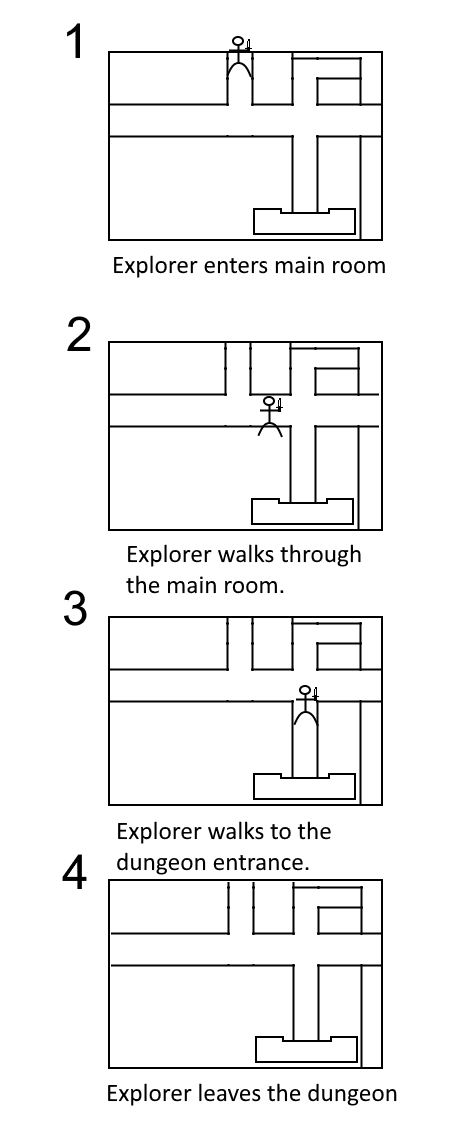 1
Explorer enters main room
2
Explorer walks through
the main room.
3
Explorer walks to the
dungeon entrance.
4
Explorer leaves the dungeon